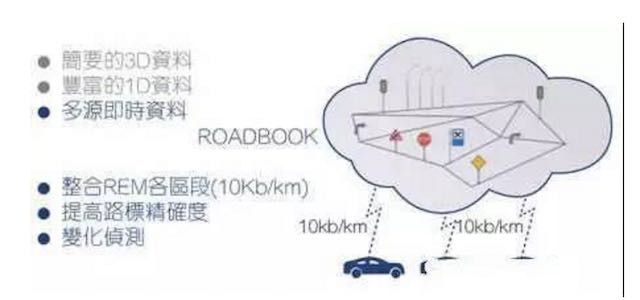 簡要的3D資料
豐富的1D資料
多源即時資料
ROADBOOK
整合REM各區段(10Kb/km)
提高路標精確度
變化偵測
10kb/km
10kb/km